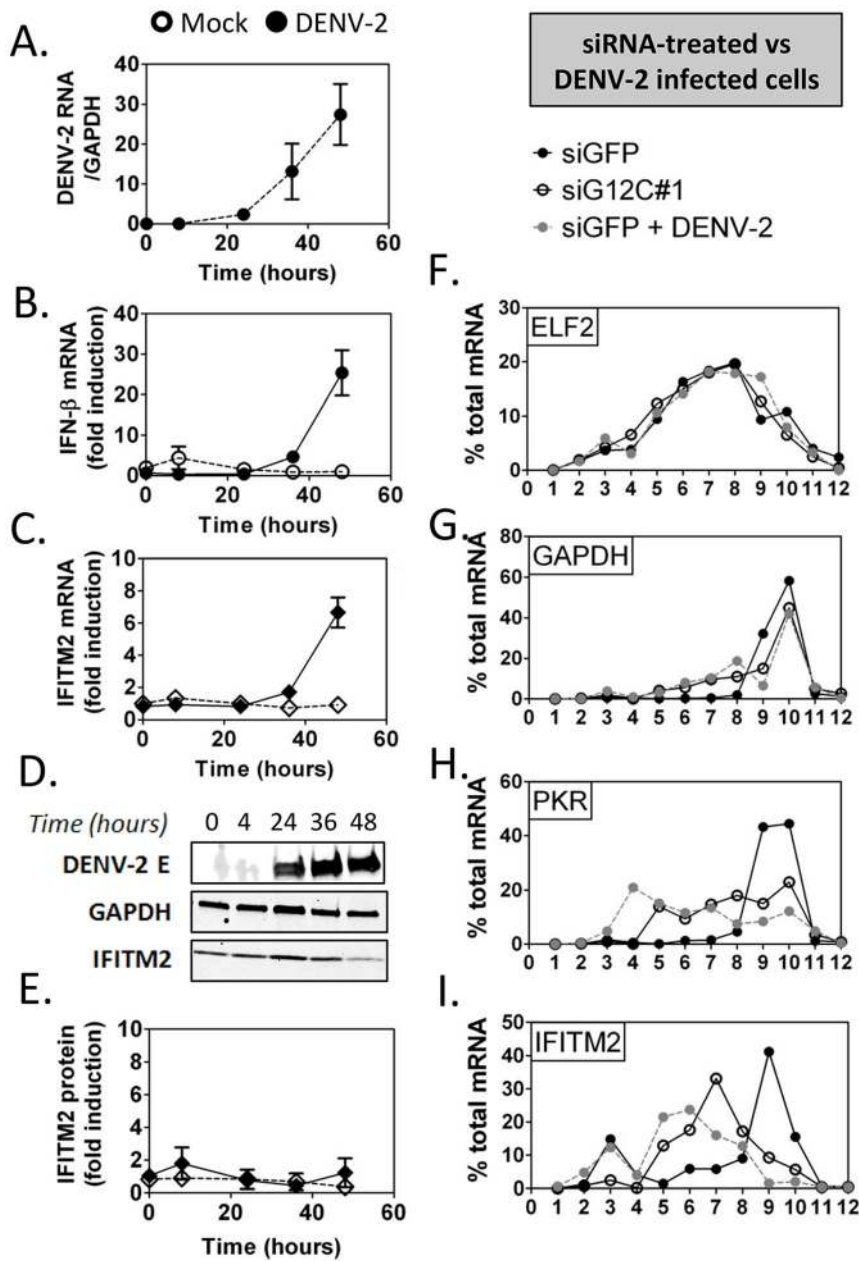 Mock DENV-2
siRNA-treated vs
DENV-2 infected cells
siGFP
siG12C#1
siGFP + DENV-2
A.
DENV-2 RNA
/GAPDH
40
30
20
10
0
0 20 40 60
Time (hours)
B.
IFN-β mRNA
(fold induction)
40
30
20
10
0
0 20 40 60
Time (hours)
C.
IFITM2 mRNA
(fold induction)
10
8
6
4
2
0
0 20 40 60
Time (hours)
D.
Time (hours) 0 4 24 36 48
DENV-2 E
GAPDH
IFITM2
E.
IFITM2 protein
(fold induction)
10
8
6
4
2
0
0 20 40 60
Time (hours)
F.
ELF2
% total mRNA
30
20
10
0
0 1 2 3 4 5 6 7 8 9 10 11 12
G.
GAPDH
% total mRNA
80
60
40
20
0
0 1 2 3 4 5 6 7 8 9 10 11 12
H.
PKR
% total mRNA
60
40
20
0
0 1 2 3 4 5 6 7 8 9 10 11 12
I.
IFITM2
% total mRNA
50
40
30
20
10
0
0 1 2 3 4 5 6 7 8 9 10 11 12